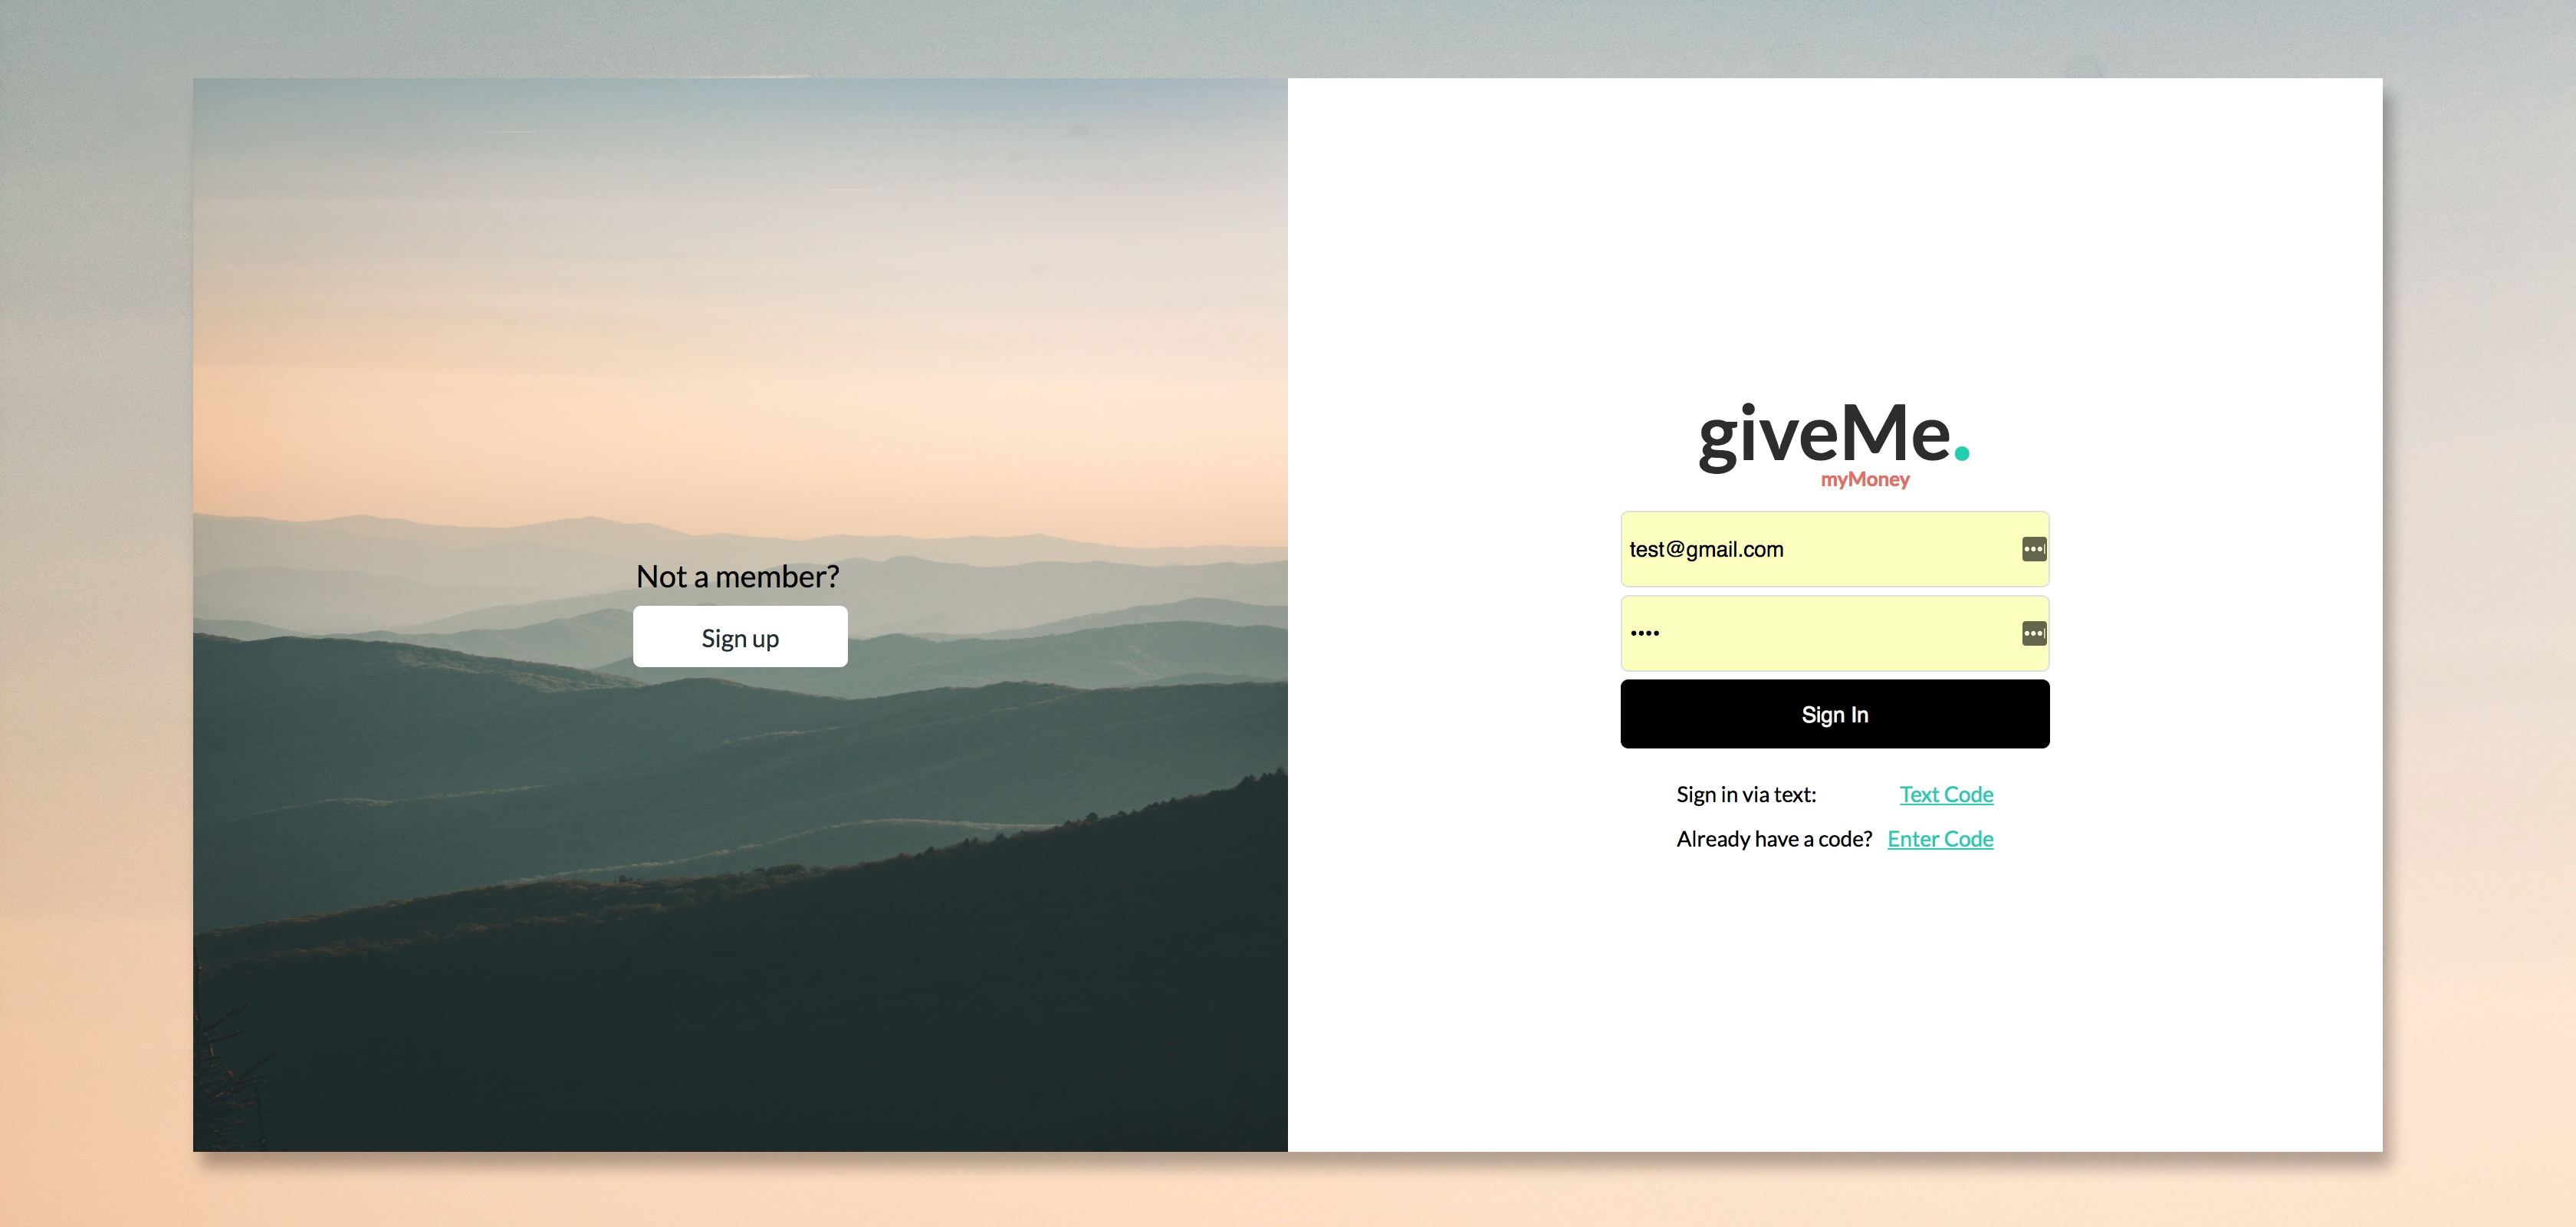 Not a member?
Sign up
giveMe.
myMoney
test@gmail.com
••••
Sign In
Sign in via text: Text Code
Already have a code? Enter Code